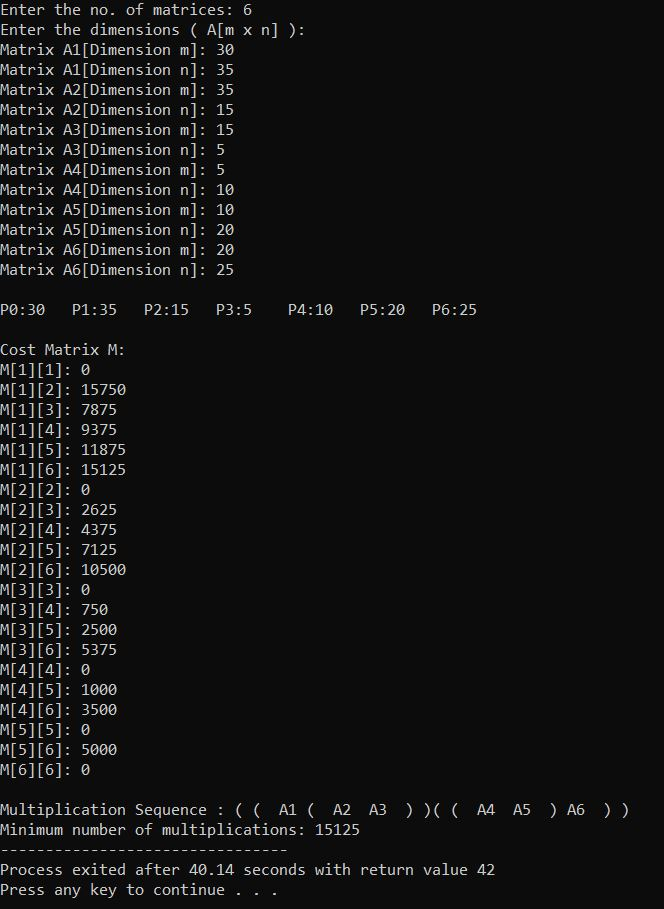 Enter the no. of matrices: 6
Enter the dimensions ( A[m x n] ):
Matrix A1[Dimension m]: 30
Matrix A1[Dimension n]: 35
Matrix A2[Dimension m]: 35
Matrix A2[Dimension n]: 15
Matrix A3[Dimension m]: 15
Matrix A3[Dimension n]: 5
Matrix A4[Dimension m]: 5
Matrix A4[Dimension n]: 10
Matrix A5[Dimension m]: 10
Matrix A5[Dimension n]: 20
Matrix A6[Dimension m]: 20
Matrix A6[Dimension n]: 25
P0:30   P1:35   P2:15   P3:5    P4:10   P5:20   P6:25
Cost Matrix M:
M[1][1]: 0
M[1][2]: 15750
M[1][3]: 7875
M[1][4]: 9375
M[1][5]: 11875
M[1][6]: 15125
M[2][2]: 0
M[2][3]: 2625
M[2][4]: 4375
M[2][5]: 7125
M[2][6]: 10500
M[3][3]: 0
M[3][4]: 750
M[3][5]: 2500
M[3][6]: 5375
M[4][4]: 0
M[4][5]: 1000
M[4][6]: 3500
M[5][5]: 0
M[5][6]: 5000
M[6][6]: 0
Multiplication Sequence : ( (  A1 (  A2  A3  ) )( (  A4  A5  ) A6  ) )
Minimum number of multiplications: 15125
--------------------------------
Process exited after 40.14 seconds with return value 42
Press any key to continue . . .